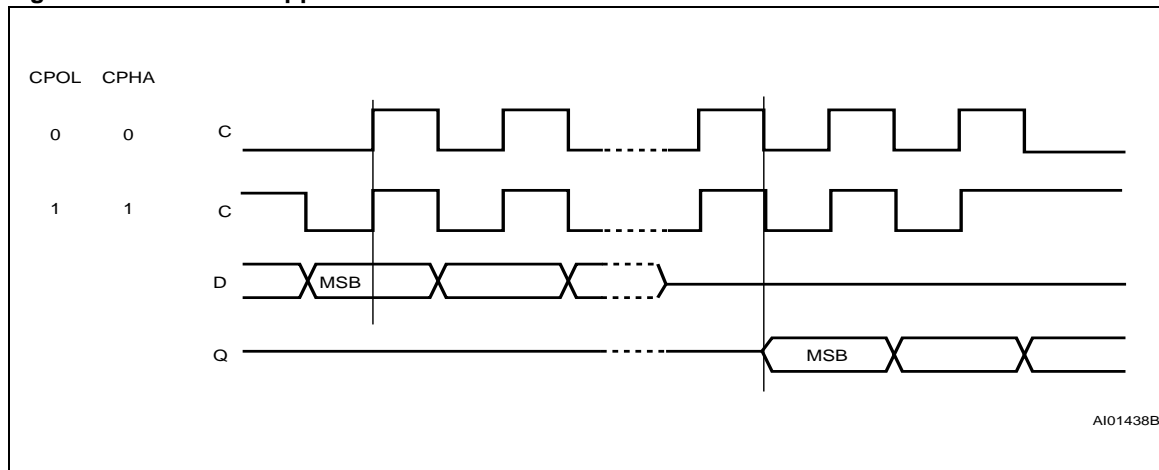 CPOL CPHA
0 0 C
1 1 C
D MSB
Q MSB
AI01438B